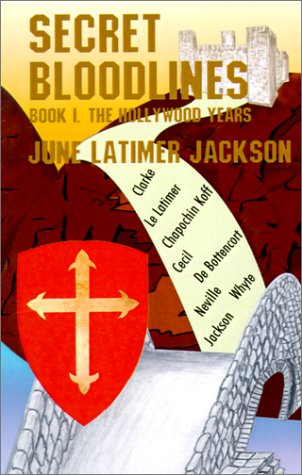 SECRET
BLOODLINES
BOOK I. THE HOLLYWOOD YEARS
JUNE LATIMER JACKSON
Clarke
Le Latimer
Chapochin Koff
Cecil
De Bottencort
Neville
Whyte
Jackson